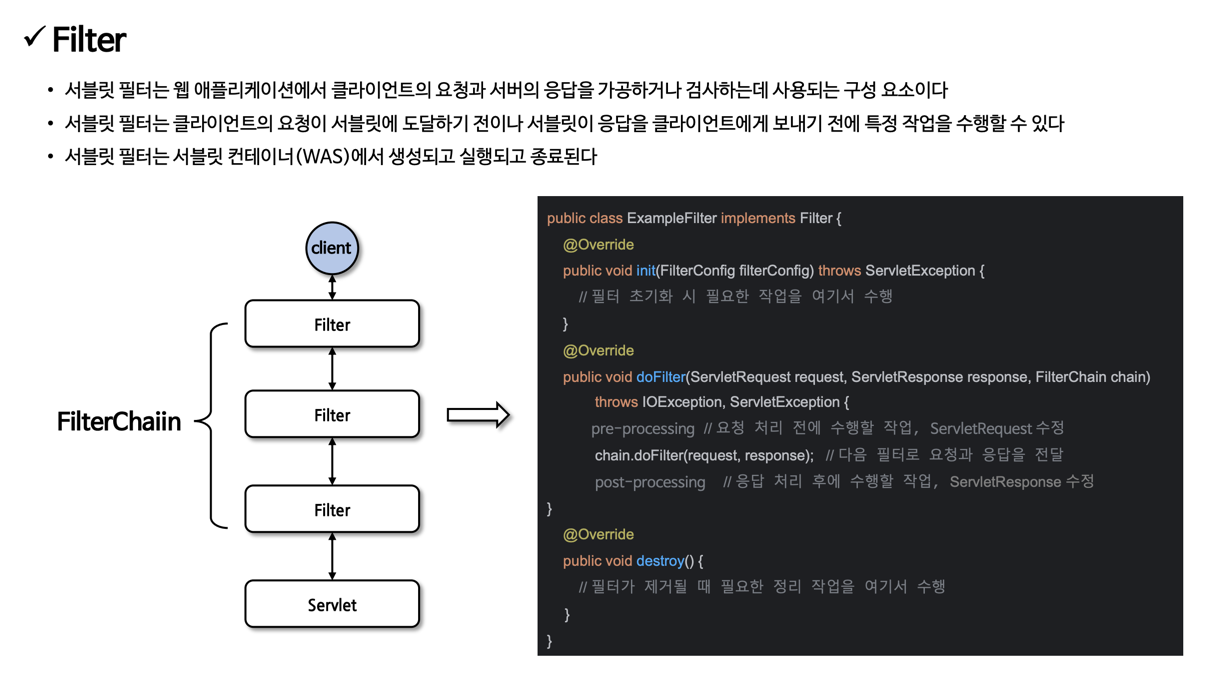 ✓ Filter
• 서블릿 필터는 웹 애플리케이션에서 클라이언트의 요청과 서버의 응답을 가공하거나 검사하는데 사용되는 구성 요소이다
• 서블릿 필터는 클라이언트의 요청이 서블릿에 도달하기 전이나 서블릿이 응답을 클라이언트에게 보내기 전에 특정 작업을 수행할 수 있다
• 서블릿 필터는 서블릿 컨테이너(WAS)에서 생성되고 실행되고 종료된다
client
Filter
Filter
Filter
Servlet
FilterChaiin
public class ExampleFilter implements Filter {
@Override
public void init(FilterConfig filterConfig) throws ServletException {
// 필터 초기화 시 필요한 작업을 여기서 수행
}
@Override
public void doFilter(ServletRequest request, ServletResponse response, FilterChain chain)
throws IOException, ServletException {
pre-processing // 요청 처리 전에 수행할 작업, ServletRequest 수정
chain.doFilter(request, response); // 다음 필터로 요청과 응답을 전달
post-processing // 응답 처리 후에 수행할 작업, ServletResponse 수정
}
@Override
public void destroy() {
// 필터가 제거될 때 필요한 정리 작업을 여기서 수행
}
}